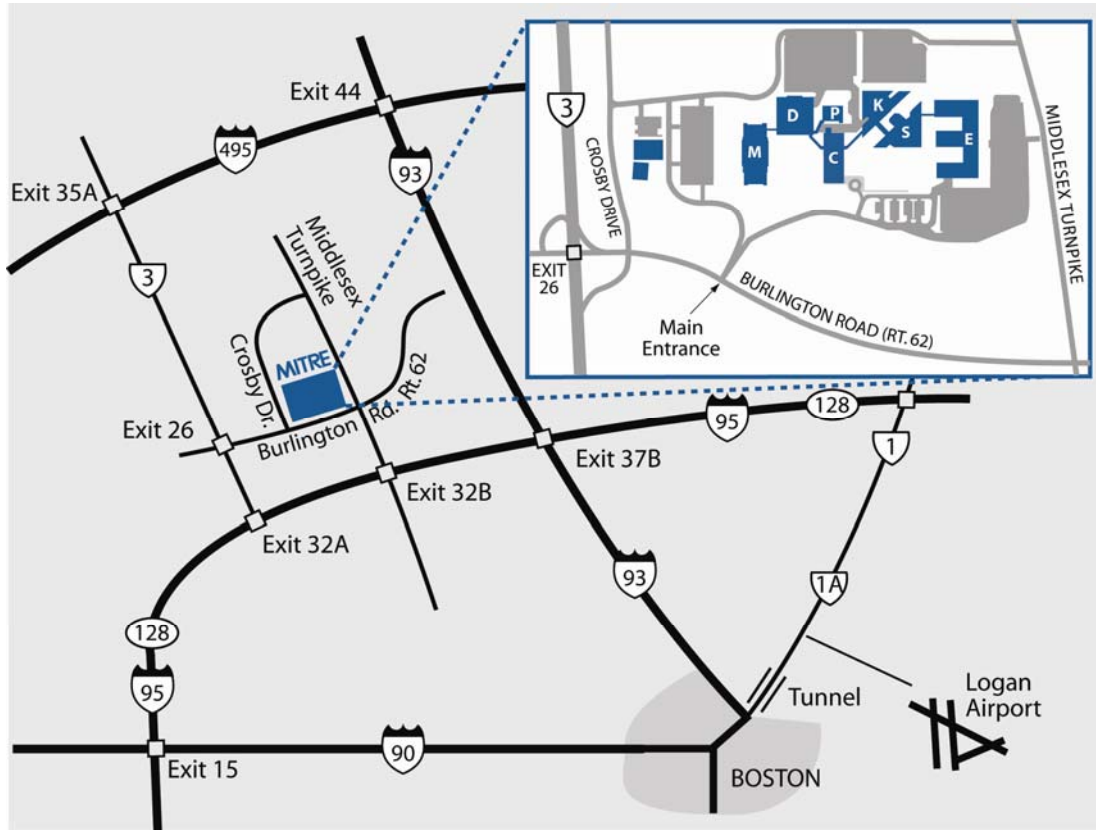 Exit 44
495
93
Exit 35A
3
Middlesex
Turnpike
Crosby Dr.
MITRE
Rt. 62
Rd.
Burlington
Exit 26
Exit 32B
Exit 32A
Exit 37B
95
128
1
1A
93
128
95
Exit 15
90
Tunnel
Logan
Airport
BOSTON
3
CROSBY DRIVE
EXIT
26
M
D
P
C
K
S
E
MIDDLESEX TURNPIKE
BURLINGTON ROAD (RT. 62)
Main
Entrance